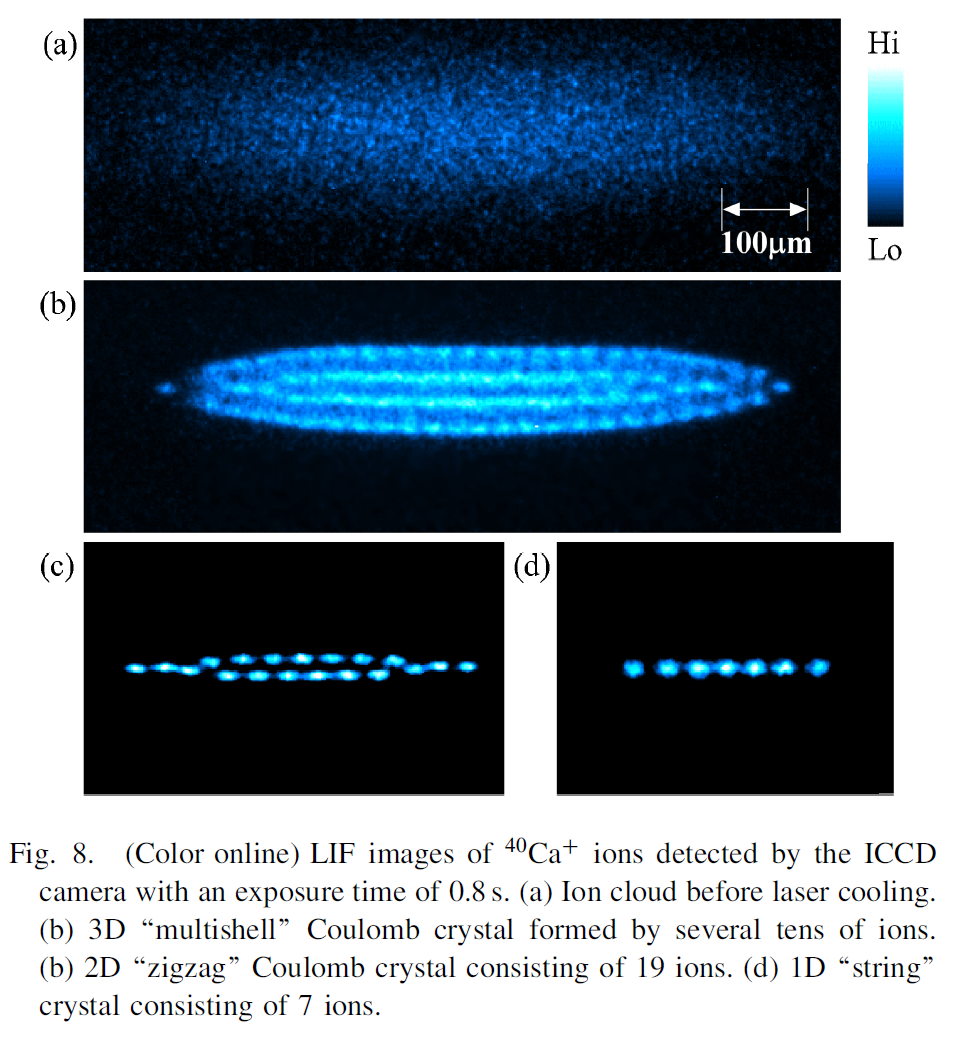 (a)
Hi
100μm
Lo
(b)
(c)
(d)
Fig. 8. (Color online) LIF images of ⁴⁰Ca⁺ ions detected by the ICCD
camera with an exposure time of 0.8 s. (a) Ion cloud before laser cooling.
(b) 3D “multishell” Coulomb crystal formed by several tens of ions.
(b) 2D “zigzag” Coulomb crystal consisting of 19 ions. (d) 1D “string”
crystal consisting of 7 ions.